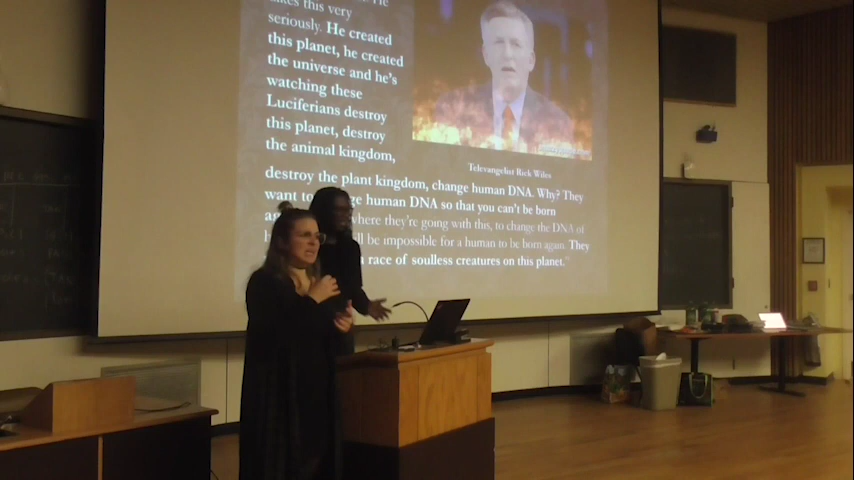 takes this very
seriously. He created
this planet, he created
the universe and he's
watching these
Luciferians destroy
this planet, destroy
the animal kingdom,
Televangelist Rick Wiles
destroy the plant kingdom, change human DNA. Why? They
want to human DNA so that you can't be born
where they're going with this, to change the DNA of
be impossible for a human to be born again. They
a race of soulless creatures on this planet."